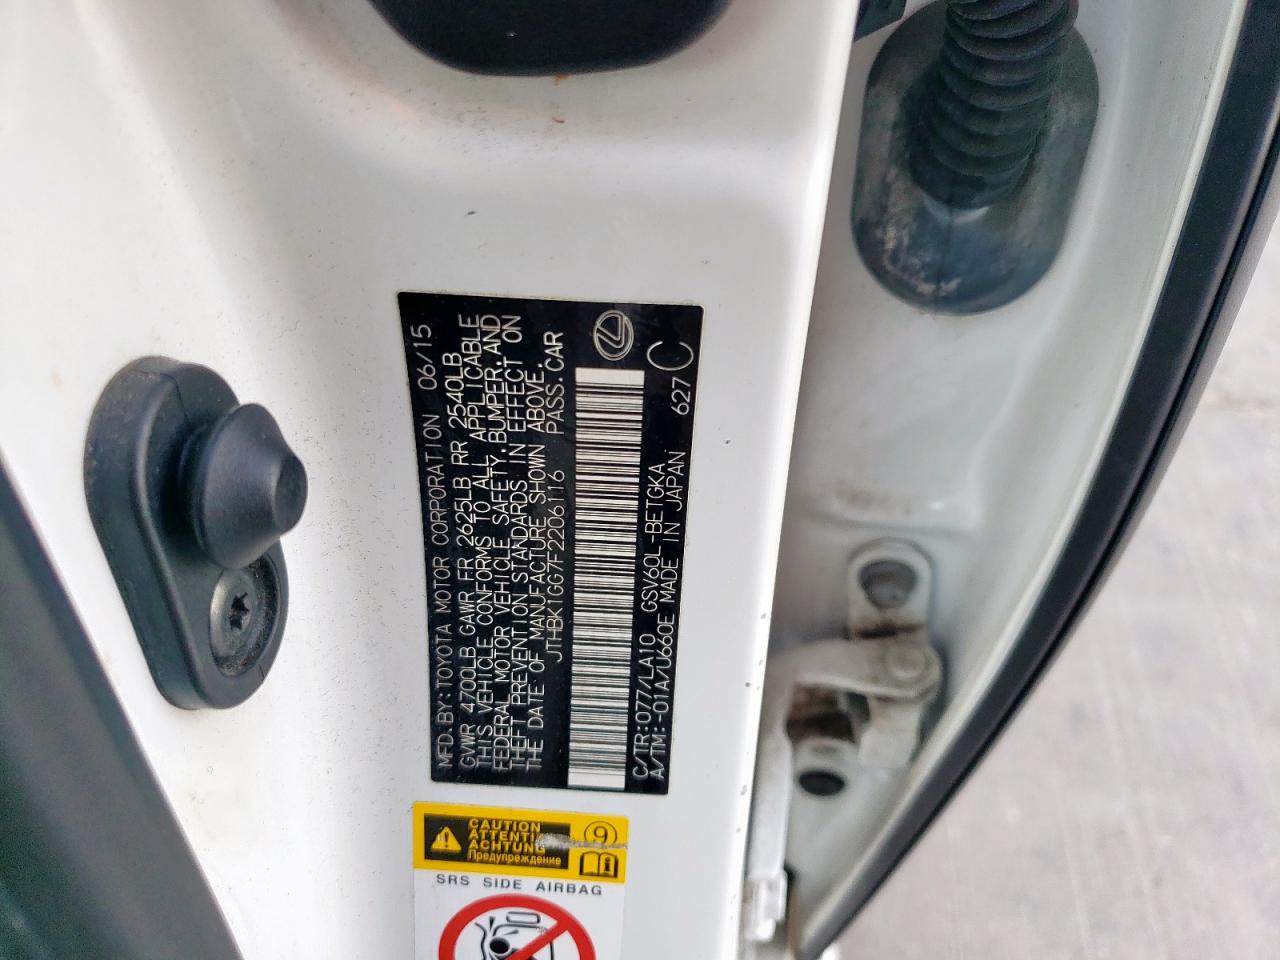 MFD. BY: TOYOTA MOTOR CORPORATION 06/15
GVWR 4700LB GAWR FR 2625LB RR 2540LB
THIS VEHICLE CONFORMS TO ALL APPLICABLE
FEDERAL MOTOR VEHICLE SAFETY, BUMPER, AND
THEFT PREVENTION STANDARDS IN EFFECT ON
THE DATE OF MANUFACTURE SHOWN ABOVE.
JTHBK1GG7F2206116 PASS. CAR
C/TR: 077/LA10 GSV60L -BETGKA
A/TM: -01A/U660E MADE IN JAPAN 627 C
CAUTION
ATTENTI
ACHTUNG
Предупреждение
9
SRS SIDE AIRBAG